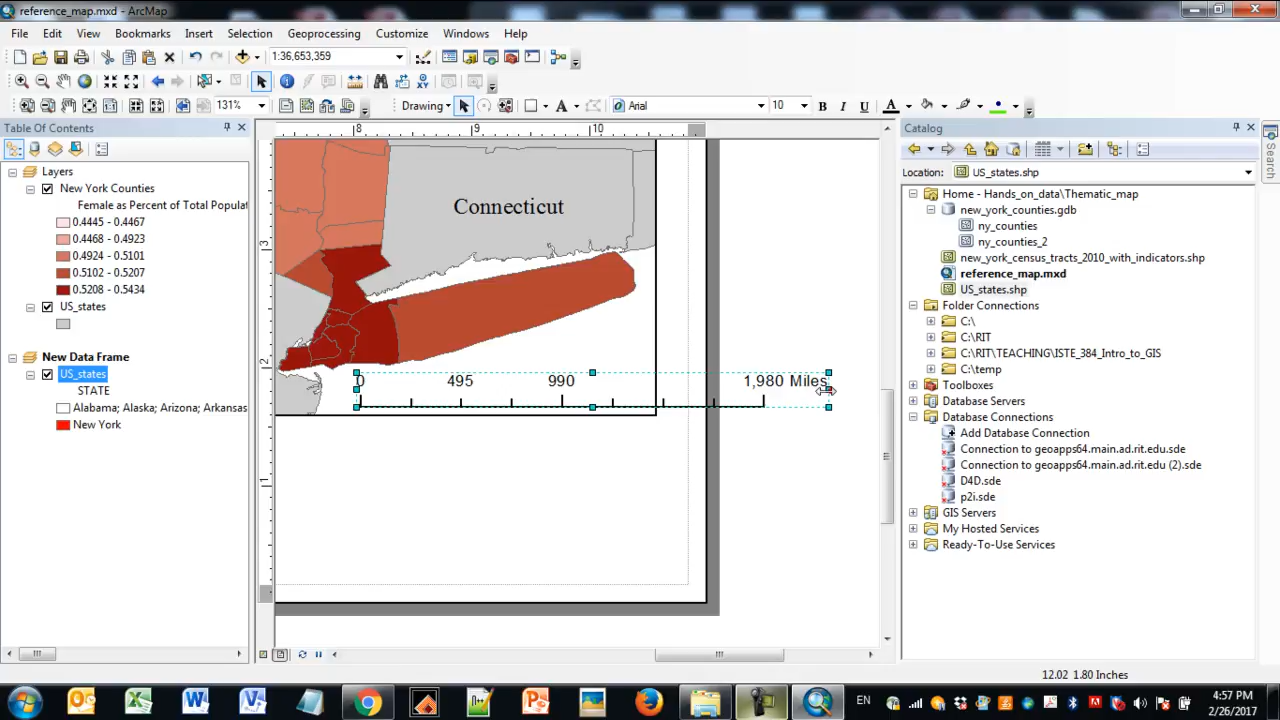 reference_map.mxd - ArcMap
File Edit View Bookmarks Insert Selection Geoprocessing Customize Windows Help
1:36,653,359
131% Drawing Arial 10 B I U A
Table Of Contents
Layers
New York Counties
Female as Percent of Total Populat
0.4445 - 0.4467
0.4468 - 0.4923
0.4924 - 0.5101
0.5102 - 0.5207
0.5208 - 0.5434
US_states
New Data Frame
US_states
STATE
Alabama; Alaska; Arizona; Arkansas
New York
8 9 10
3
2
1
Connecticut
0 495 990 1,980 Miles
Catalog
Location: US_states.shp
Home - Hands_on_data\Thematic_map
new_york_counties.gdb
ny_counties
ny_counties_2
new_york_census_tracts_2010_with_indicators.shp
reference_map.mxd
US_states.shp
Folder Connections
C:\
C:\RIT
C:\RIT\TEACHING\ISTE_384_Intro_to_GIS
C:\temp
Toolboxes
Database Servers
Database Connections
Add Database Connection
Connection to geoapps64.main.ad.rit.edu.sde
Connection to geoapps64.main.ad.rit.edu (2).sde
D4D.sde
p2i.sde
GIS Servers
My Hosted Services
Ready-To-Use Services
Search
12.02 1.80 Inches
EN
4:57 PM
2/26/2017